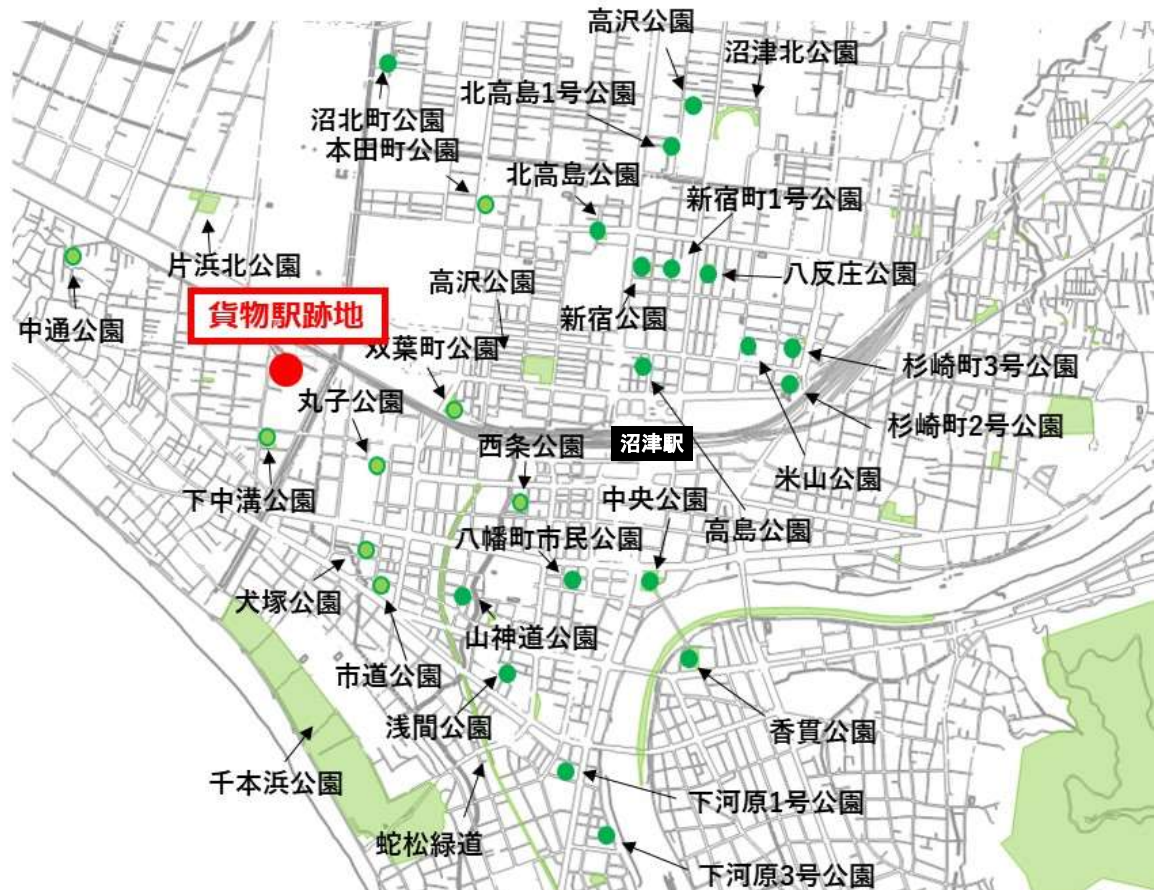 高沢公園
沼津北公園
北高島1号公園
沼北町公園
本田町公園
北高島公園
新宿町1号公園
片浜北公園
八反庄公園
高沢公園
中通公園
貨物駅跡地
新宿公園
双葉町公園
杉崎町3号公園
丸子公園
杉崎町2号公園
沼津駅
西条公園
米山公園
下中溝公園
中央公園
高島公園
八幡町市民公園
犬塚公園
山神道公園
市道公園
浅間公園
香貫公園
千本浜公園
下河原1号公園
蛇松緑道
下河原3号公園